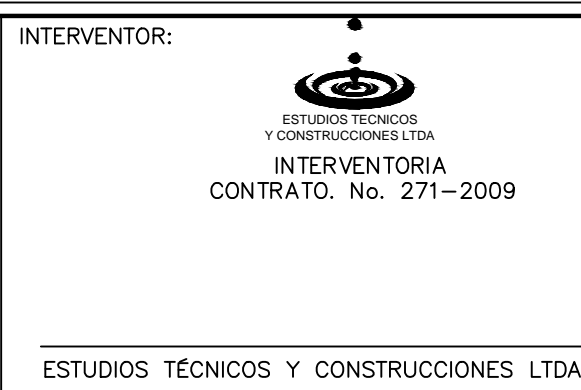 INTERVENTOR:
ESTUDIOS TECNICOS
Y CONSTRUCCIONES LTDA
INTERVENTORIA
CONTRATO. No. 271-2009
ESTUDIOS TÉCNICOS Y CONSTRUCCIONES LTDA